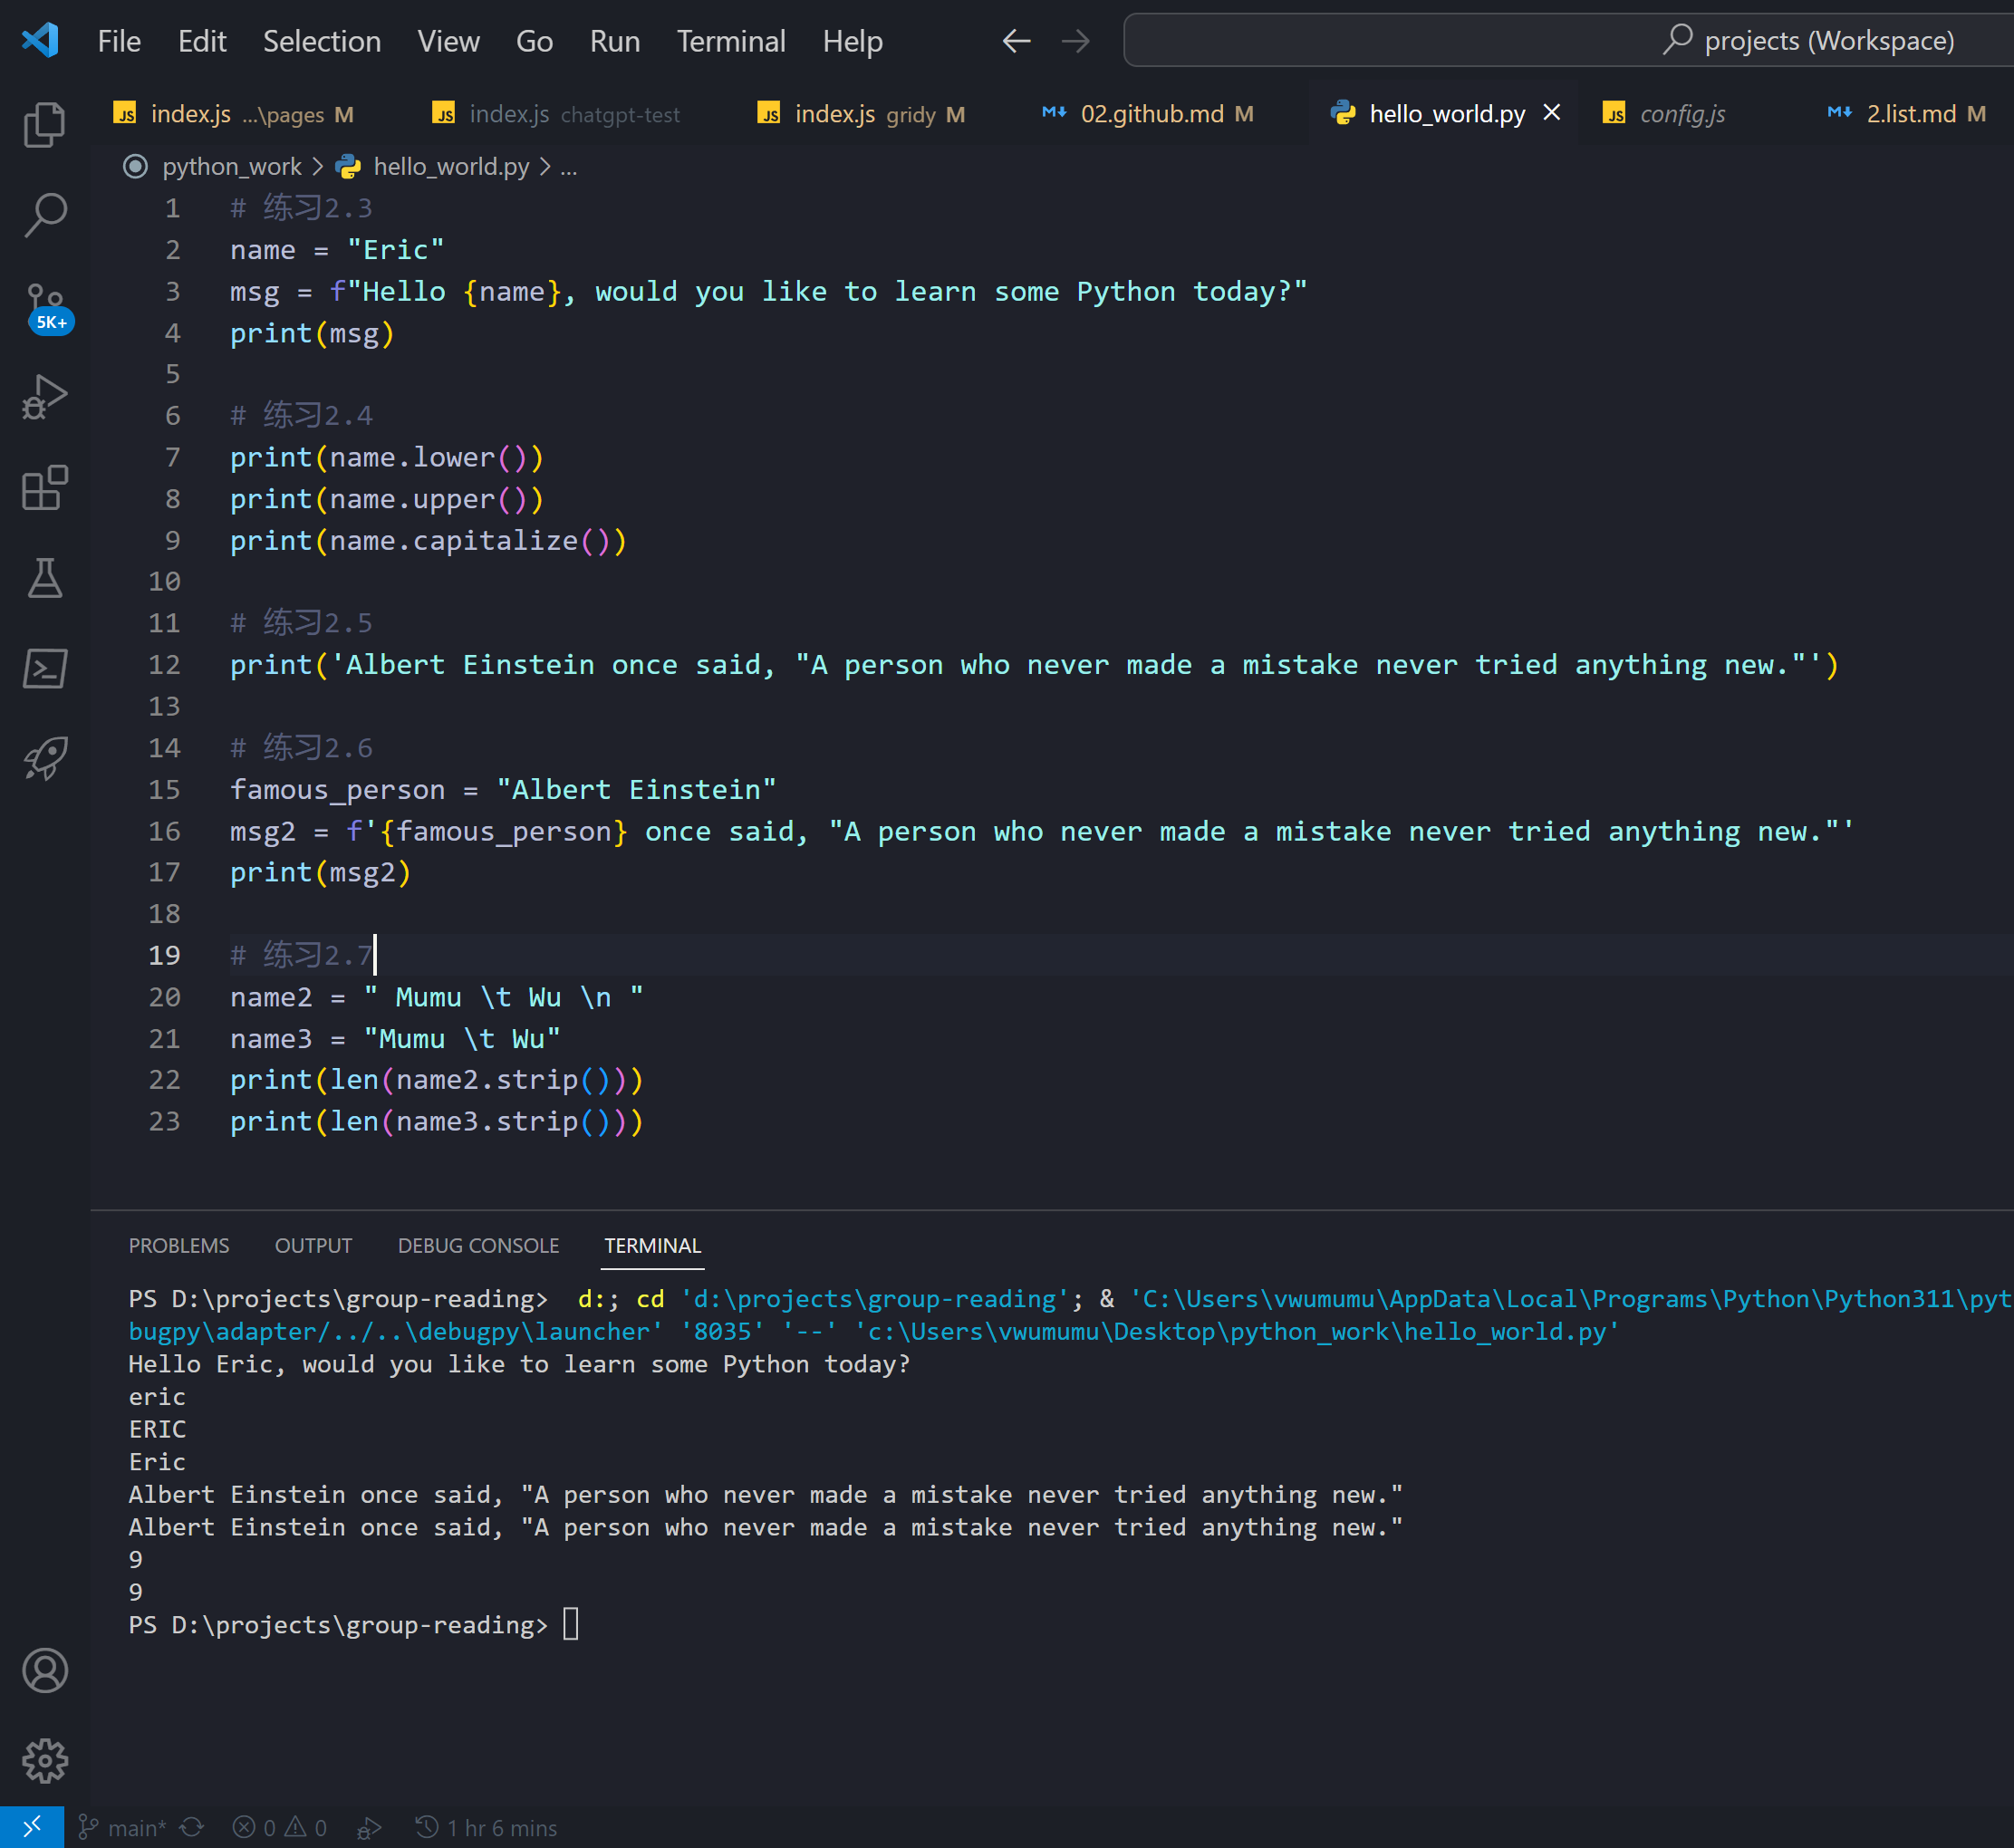 File Edit Selection View Go Run Terminal Help projects (Workspace)
JS index.js ...\pages M JS index.js chatgpt-test JS index.js gridy M 02.github.md M hello_world.py JS config.js 2.list.md M
python_work > hello_world.py > ...
1 # 练习2.3
2 name = "Eric"
3 msg = f"Hello {name}, would you like to learn some Python today?"
4 print(msg)
5
6 # 练习2.4
7 print(name.lower())
8 print(name.upper())
9 print(name.capitalize())
10
11 # 练习2.5
12 print('Albert Einstein once said, "A person who never made a mistake never tried anything new."')
13
14 # 练习2.6
15 famous_person = "Albert Einstein"
16 msg2 = f'{famous_person} once said, "A person who never made a mistake never tried anything new."'
17 print(msg2)
18
19 # 练习2.7
20 name2 = " Mumu \t Wu \n "
21 name3 = "Mumu \t Wu"
22 print(len(name2.strip()))
23 print(len(name3.strip()))
5K+
PROBLEMS OUTPUT DEBUG CONSOLE TERMINAL
PS D:\projects\group-reading>  d:; cd 'd:\projects\group-reading'; & 'C:\Users\vwumumu\AppData\Local\Programs\Python\Python311\pyt
bugpy\adapter/../..\debugpy\launcher' '8035' '--' 'c:\Users\vwumumu\Desktop\python_work\hello_world.py'
Hello Eric, would you like to learn some Python today?
eric
ERIC
Eric
Albert Einstein once said, "A person who never made a mistake never tried anything new."
Albert Einstein once said, "A person who never made a mistake never tried anything new."
9
9
PS D:\projects\group-reading>
main* 0 0 1 hr 6 mins